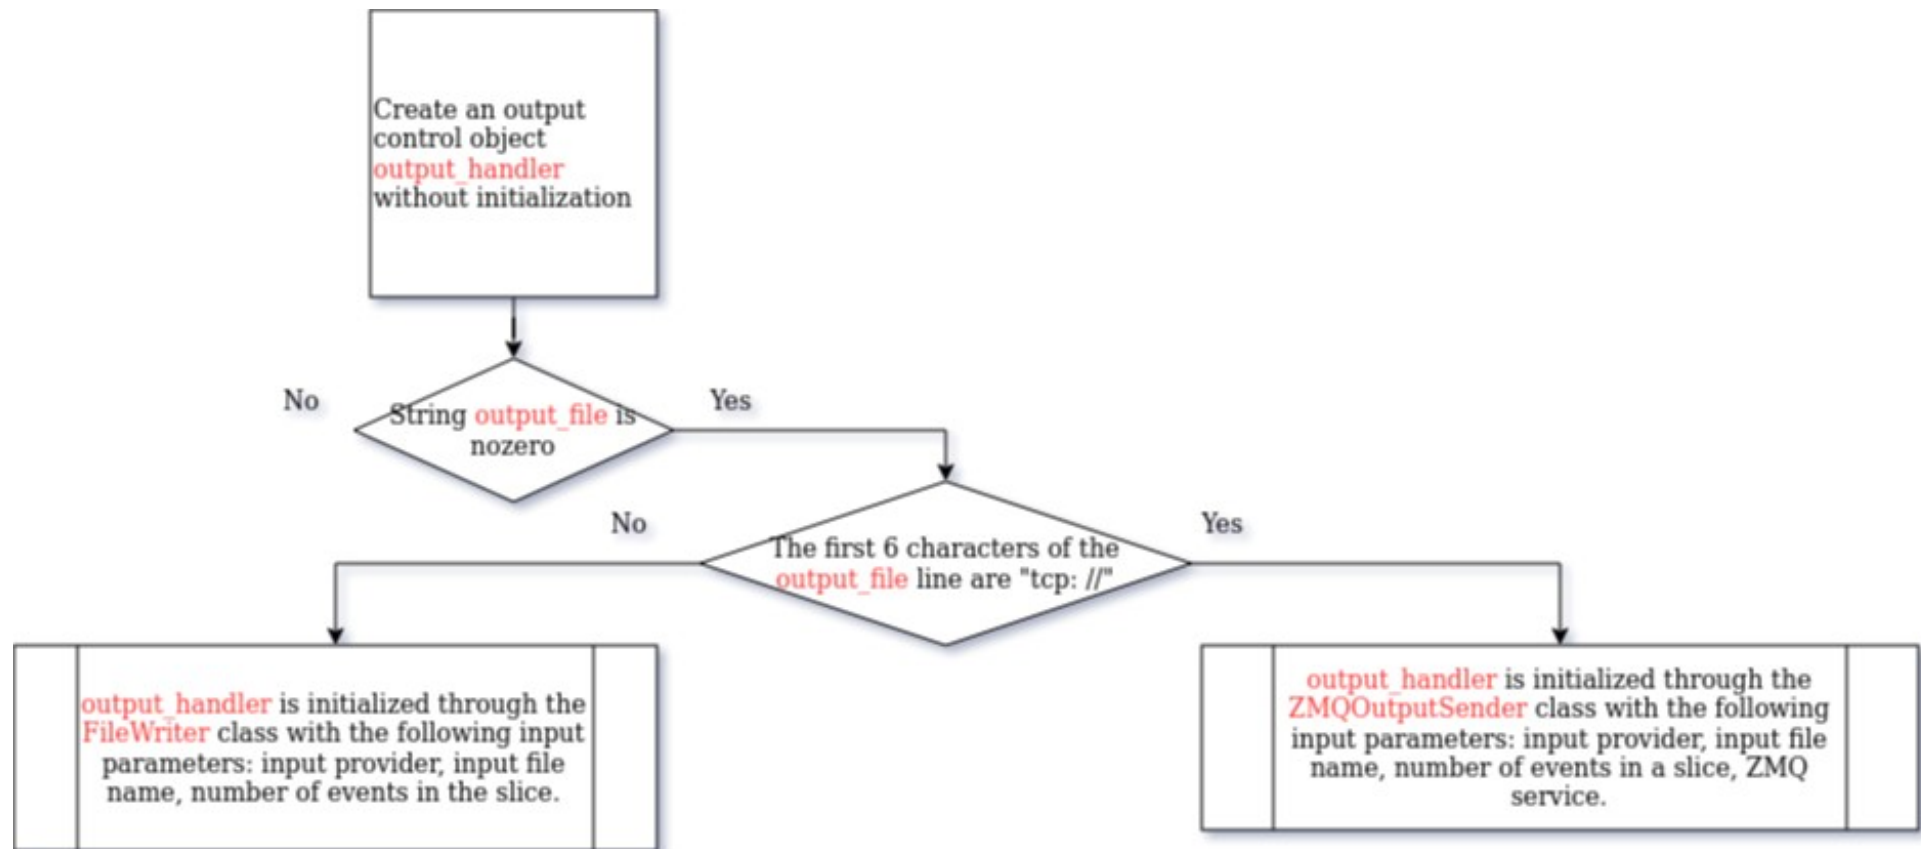 Create an output
control object
output_handler
without initialization
No
Yes
String output_file is
nozero
No
Yes
The first 6 characters of the
output_file line are "tcp: //"
output_handler is initialized through the
FileWriter class with the following input
parameters: input provider, input file
name, number of events in the slice.
output_handler is initialized through the
ZMQOutputSender class with the following
input parameters: input provider, input file
name, number of events in a slice, ZMQ
service.